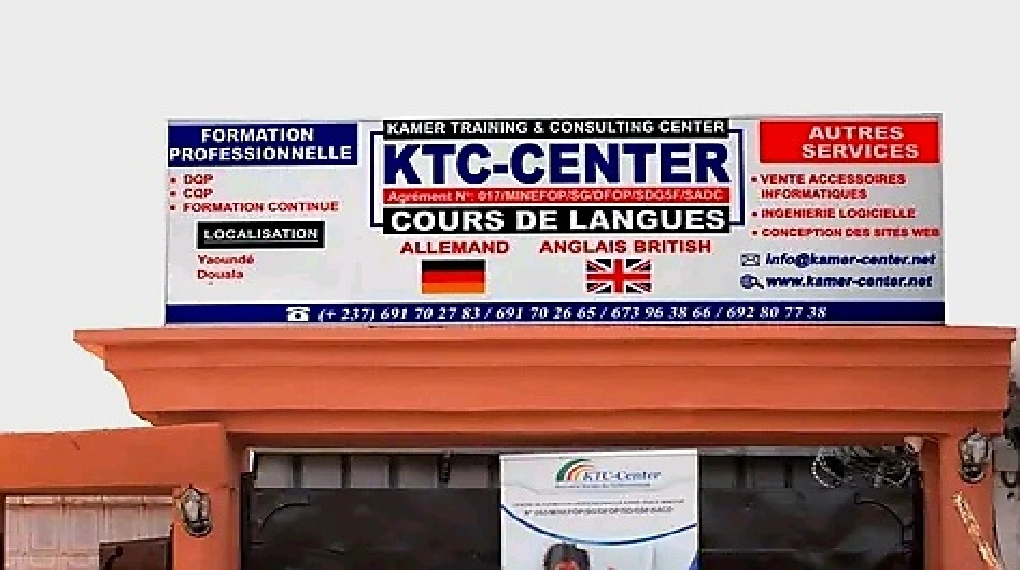 FORMATION
PROFESSIONNELLE
• DQP
• CQP
• FORMATION CONTINUE
LOCALISATION
Yaoundé
Douala
KAMER TRAINING & CONSULTING CENTER
KTC-CENTER
Agrément N°: 017/MINEFOP/SG/DFOP/SDGSF/SADC
COURS DE LANGUES
ALLEMAND ANGLAIS BRITISH
AUTRES
SERVICES
• VENTE ACCESSOIRES
INFORMATIQUES
• INGENIERIE LOGICIELLE
• CONCEPTION DES SITES WEB
info@kamer-center.net
www.kamer-center.net
(+ 237) 691 70 27 83 / 691 70 26 65 / 673 96 38 66 / 692 80 77 38
KTC-Center